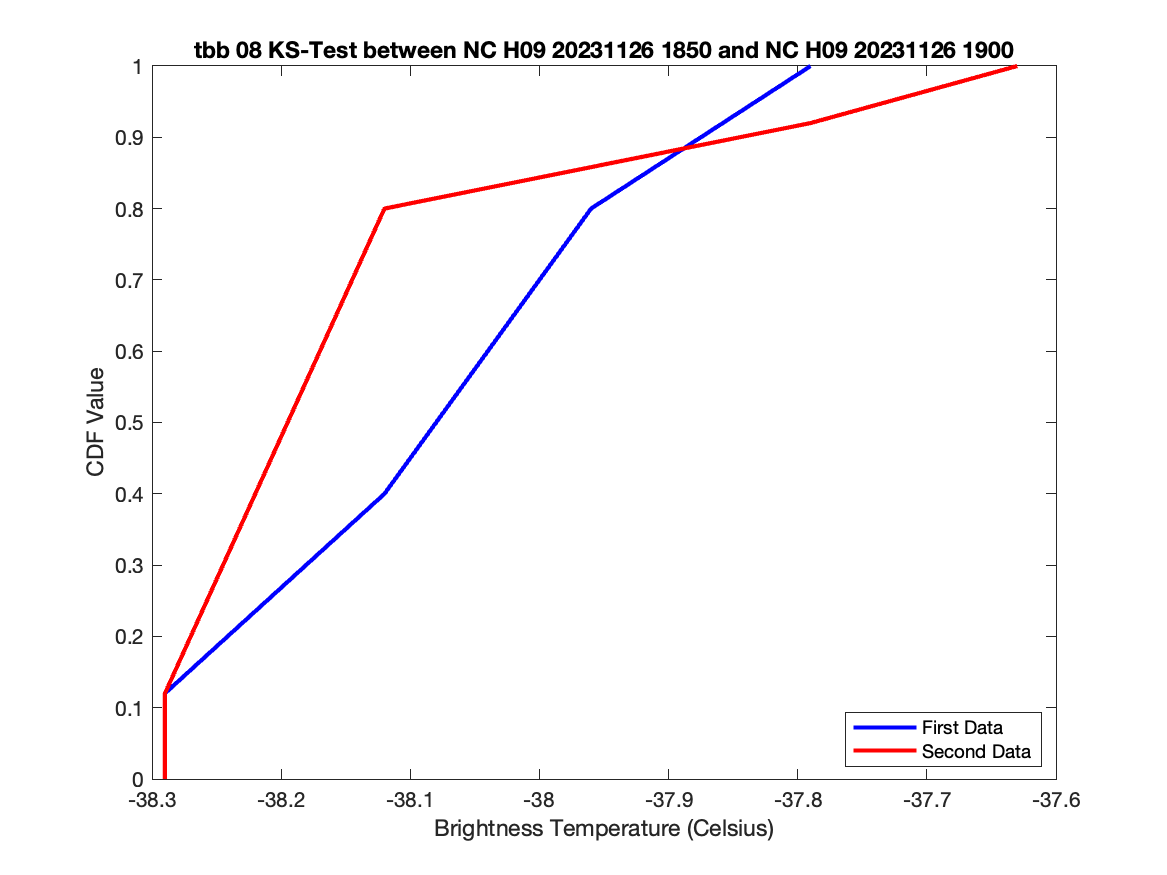 tbb 08 KS-Test between NC H09 20231126 1850 and NC H09 20231126 1900
1
0.9
0.8
0.7
0.6
0.5
0.4
0.3
0.2
0.1
0
CDF Value
First Data
Second Data
-38.3 -38.2 -38.1 -38 -37.9 -37.8 -37.7 -37.6
Brightness Temperature (Celsius)